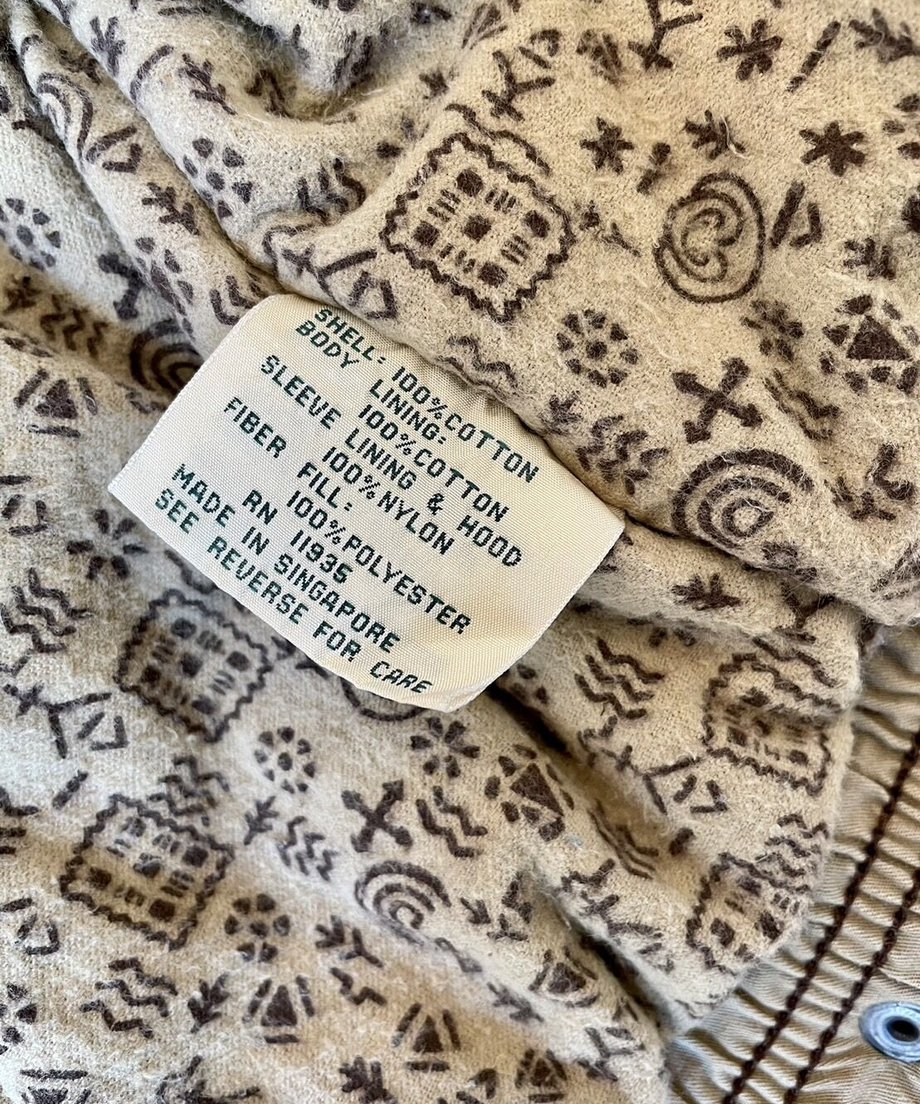 SHELL: 100%COTTON
BODY LINING:
100%COTTON
SLEEVE LINING & HOOD
100%NYLON
FIBER FILL:
100%POLYESTER
RN 11935
MADE IN SINGAPORE
SEE REVERSE FOR CARE